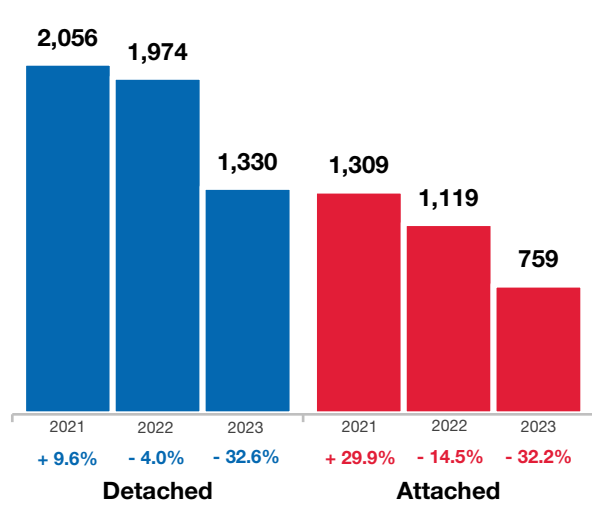 2,056
1,974
1,330
1,309
1,119
759
2021 2022 2023 2021 2022 2023
+ 9.6% - 4.0% - 32.6% + 29.9% - 14.5% - 32.2%
Detached Attached